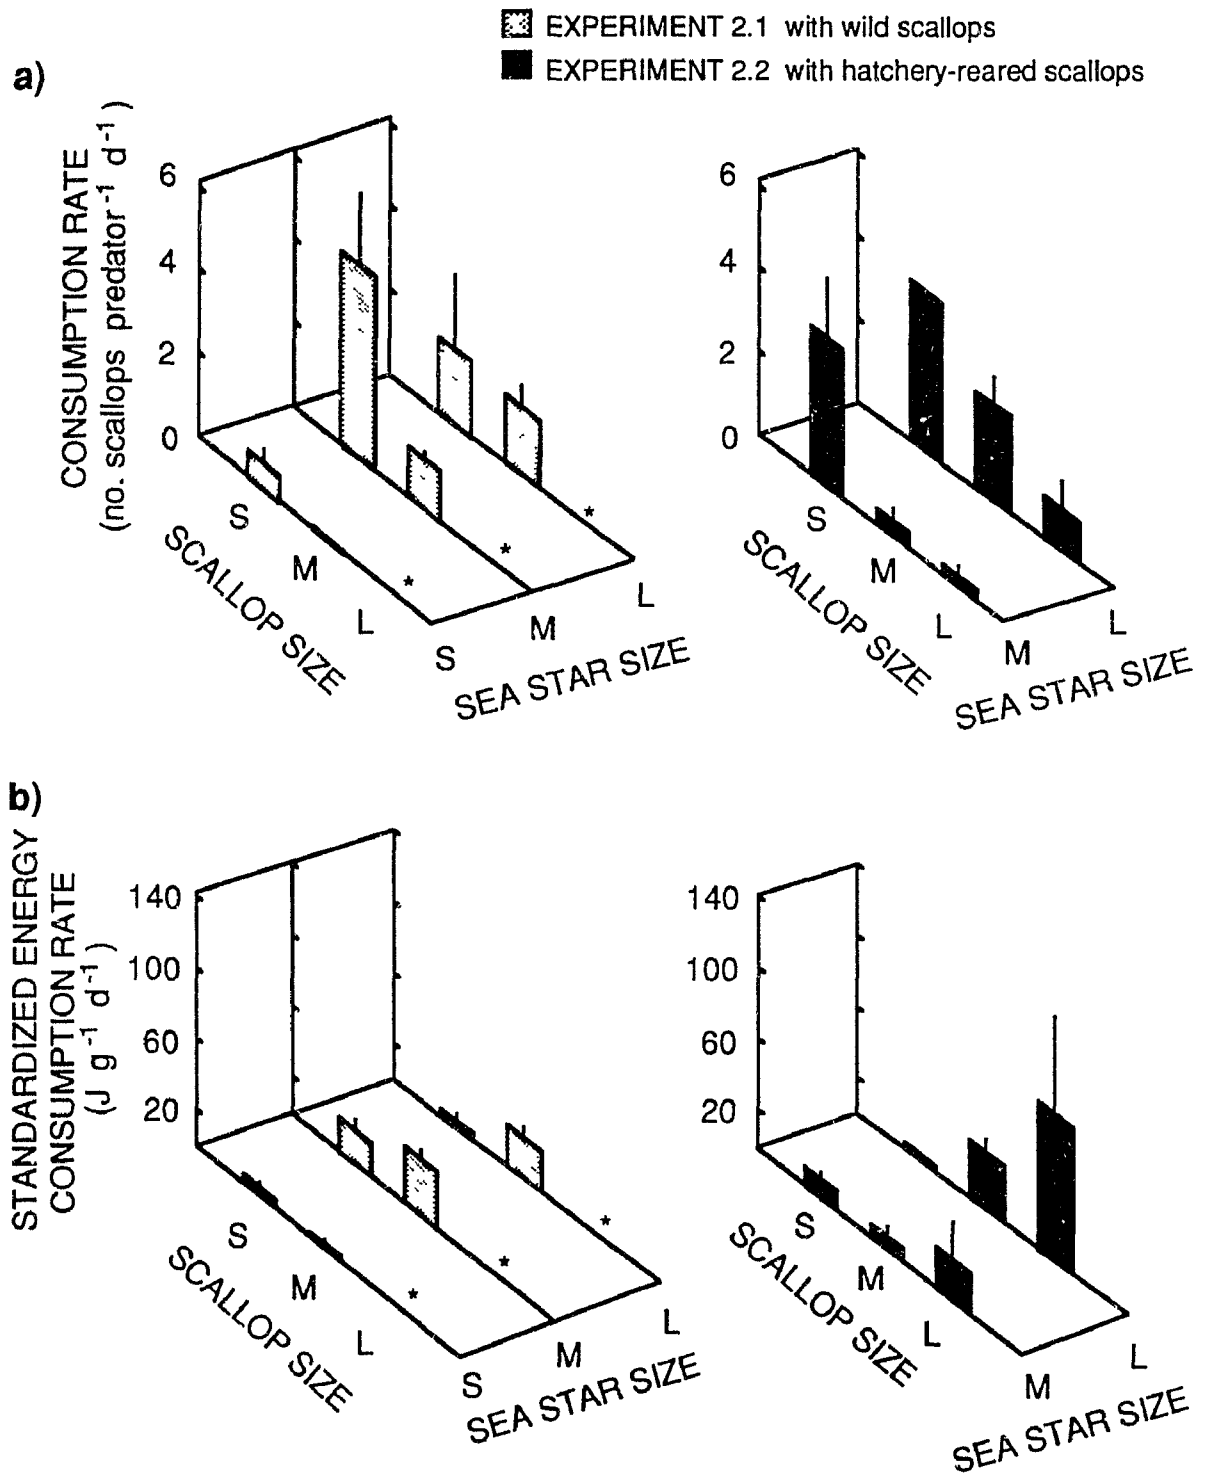 EXPERIMENT 2.1 with wild scallops
EXPERIMENT 2.2 with hatchery-reared scallops
a)
CONSUMPTION RATE
(no. scallops predator⁻¹ d⁻¹)
6
4
2
0
S
M
L
SCALLOP SIZE
*
*
*
S
M
L
SEA STAR SIZE
6
4
2
0
S
M
L
SCALLOP SIZE
M
L
SEA STAR SIZE
b)
STANDARDIZED ENERGY
CONSUMPTION RATE
(J g⁻¹ d⁻¹)
140
100
60
20
S
M
L
SCALLOP SIZE
*
*
*
S
M
L
SEA STAR SIZE
140
100
60
20
S
M
L
SCALLOP SIZE
M
L
SEA STAR SIZE